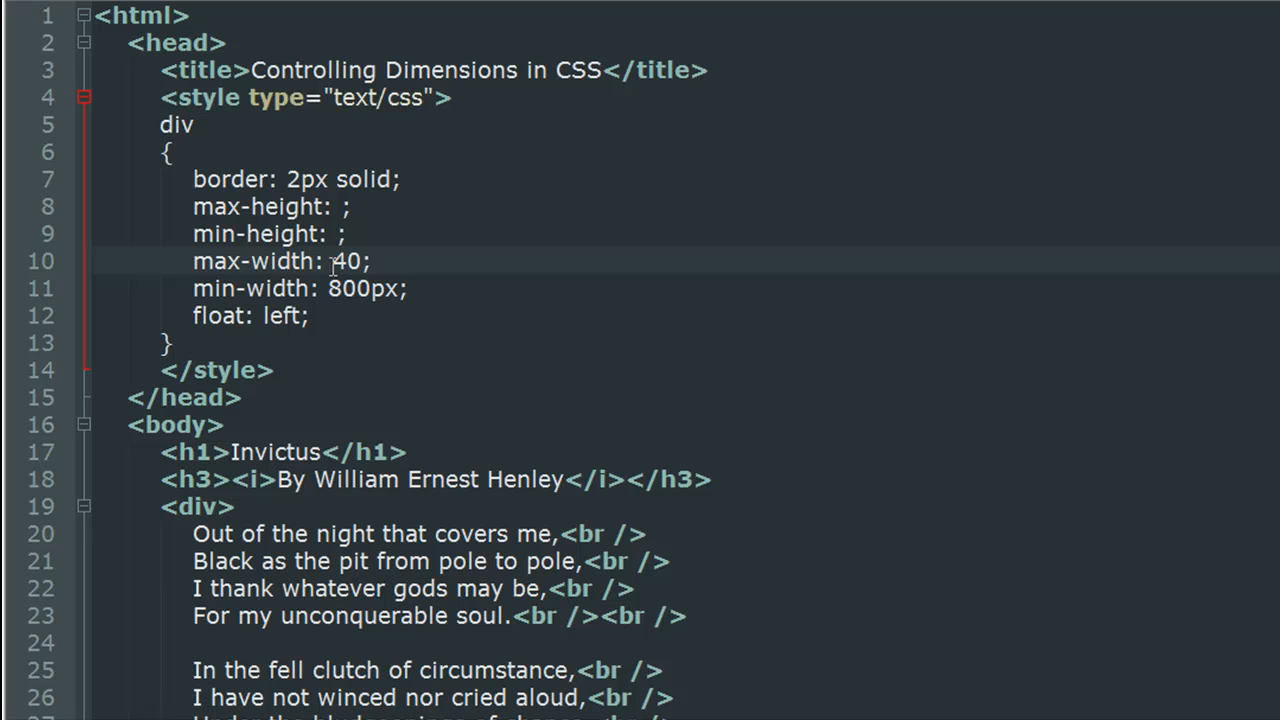 1 <html>
2 <head>
3 <title>Controlling Dimensions in CSS</title>
4 <style type="text/css">
5 div
6 {
7 border: 2px solid;
8 max-height: ;
9 min-height: ;
10 max-width: 40;
11 min-width: 800px;
12 float: left;
13 }
14 </style>
15 </head>
16 <body>
17 <h1>Invictus</h1>
18 <h3><i>By William Ernest Henley</i></h3>
19 <div>
20 Out of the night that covers me,<br />
21 Black as the pit from pole to pole,<br />
22 I thank whatever gods may be,<br />
23 For my unconquerable soul.<br /><br />
24
25 In the fell clutch of circumstance,<br />
26 I have not winced nor cried aloud,<br />